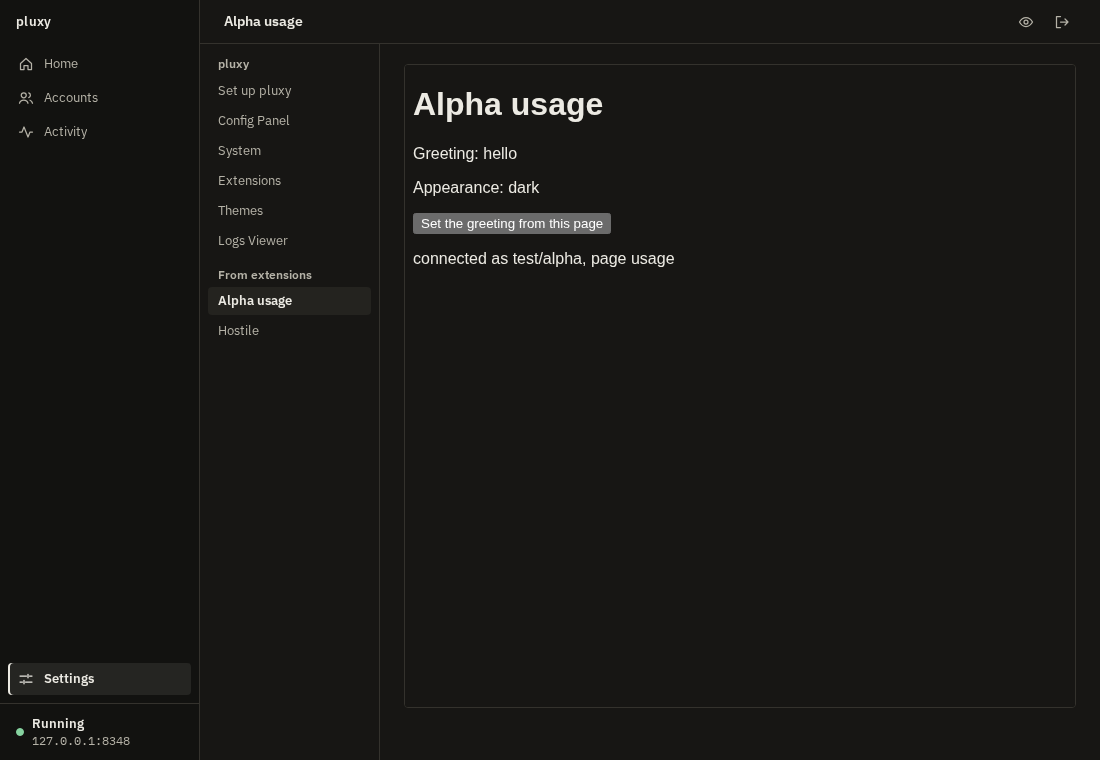 pluxy
Home
Accounts
Activity
Settings
Running
127.0.0.1:8348
Alpha usage
pluxy
Set up pluxy
Config Panel
System
Extensions
Themes
Logs Viewer
From extensions
Alpha usage
Hostile
Alpha usage
Greeting: hello
Appearance: dark
Set the greeting from this page
connected as test/alpha, page usage